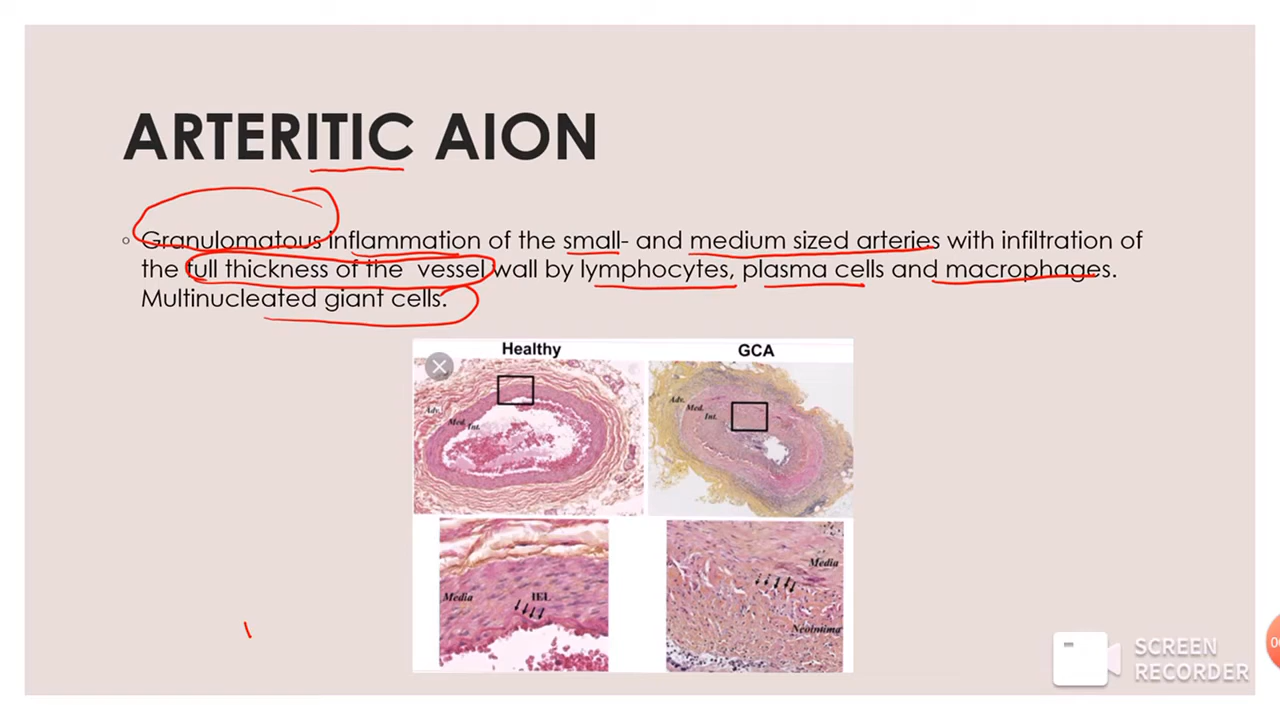 ARTERITIC AION
Granulomatous inflammation of the small- and medium sized arteries with infiltration of
the full thickness of the vessel wall by lymphocytes, plasma cells and macrophages.
Multinucleated giant cells.
Healthy
GCA
Adv.
Med.
Int.
Adv.
Med.
Int.
Media
IEL
Media
Neointima
SCREEN
RECORDER